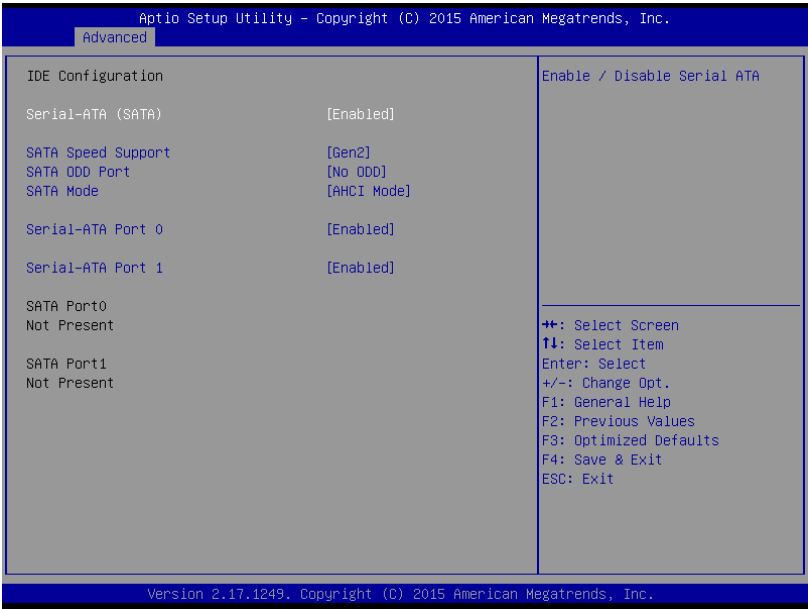 Aptio Setup Utility – Copyright (C) 2015 American Megatrends, Inc.
Advanced
IDE Configuration
Serial-ATA (SATA) [Enabled]
SATA Speed Support [Gen2]
SATA ODD Port [No ODD]
SATA Mode [AHCI Mode]
Serial-ATA Port 0 [Enabled]
Serial-ATA Port 1 [Enabled]
SATA Port0
Not Present
SATA Port1
Not Present
Enable / Disable Serial ATA
→←: Select Screen
↑↓: Select Item
Enter: Select
+/-: Change Opt.
F1: General Help
F2: Previous Values
F3: Optimized Defaults
F4: Save & Exit
ESC: Exit
Version 2.17.1249. Copyright (C) 2015 American Megatrends, Inc.